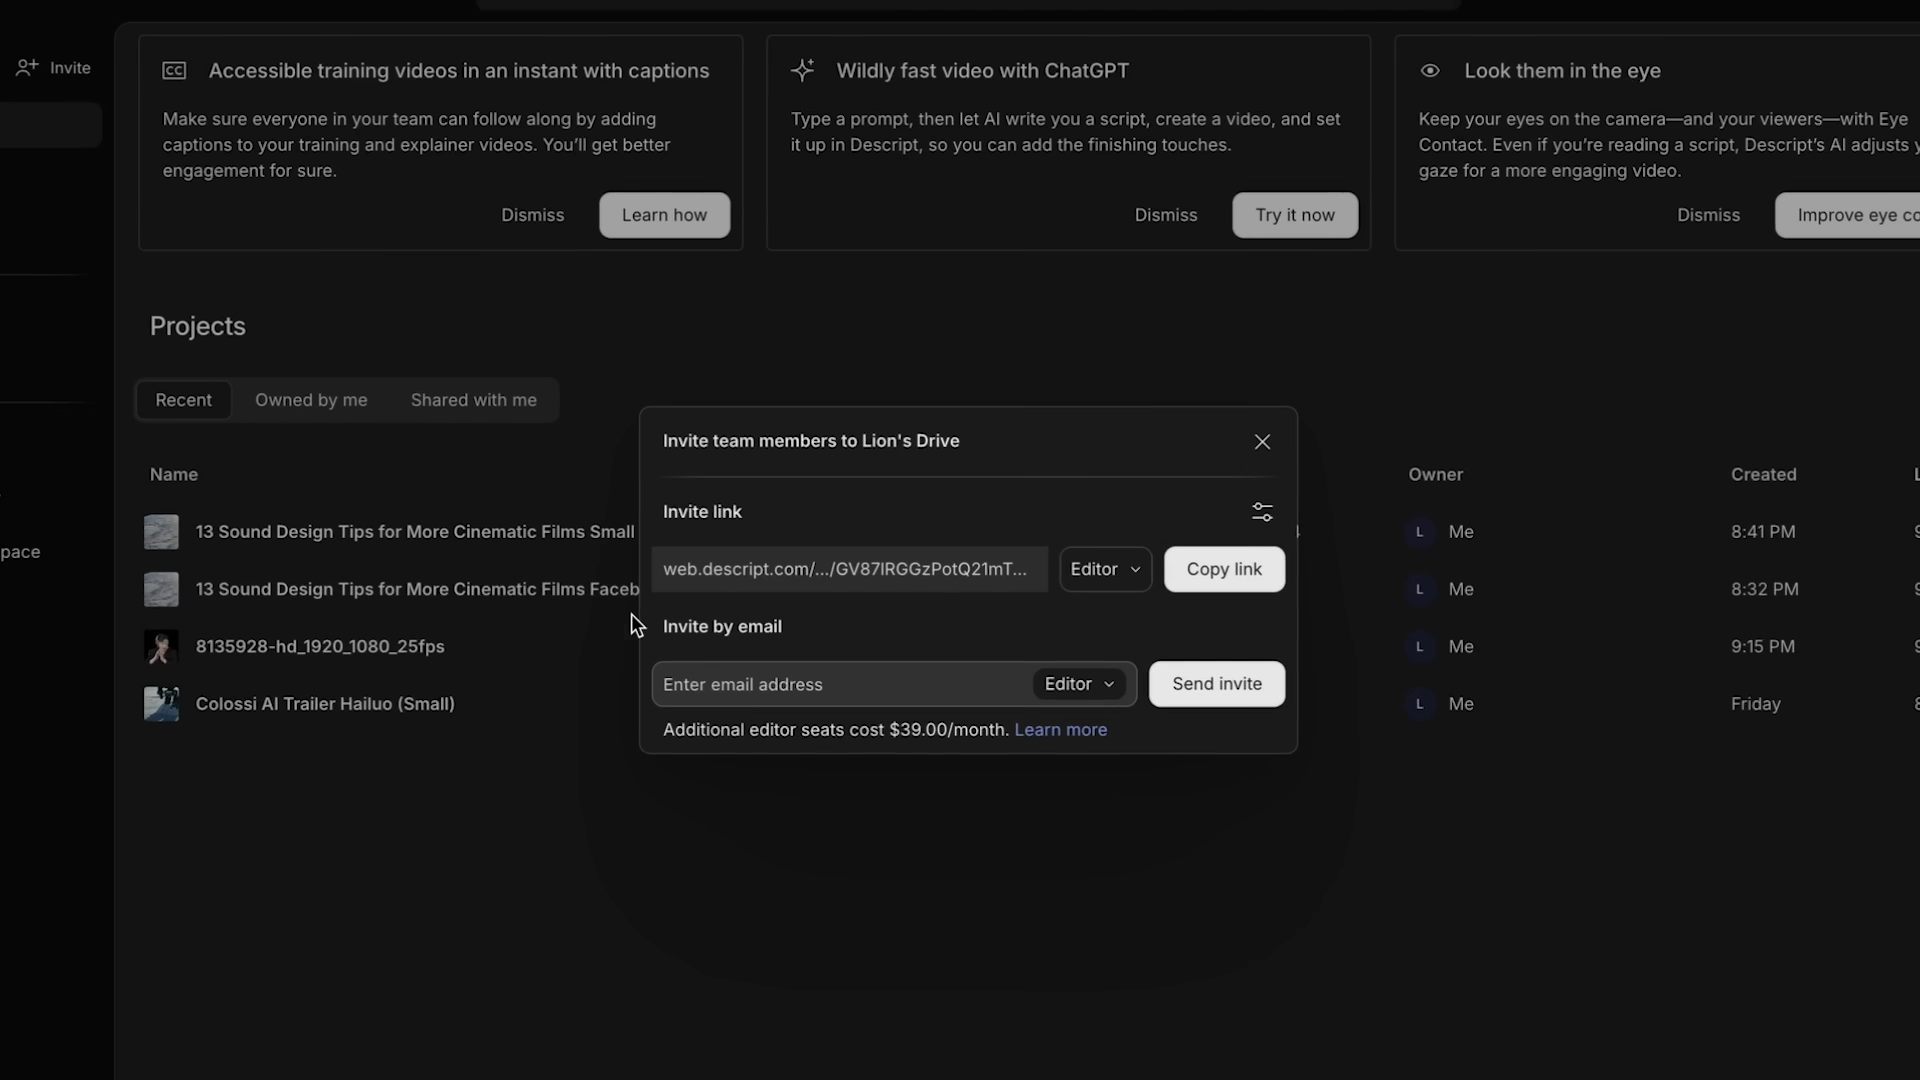 Invite
Accessible training videos in an instant with captions
Make sure everyone in your team can follow along by adding
captions to your training and explainer videos. You'll get better
engagement for sure.
Dismiss
Learn how
Wildly fast video with ChatGPT
Type a prompt, then let AI write you a script, create a video, and set
it up in Descript, so you can add the finishing touches.
Dismiss
Try it now
Look them in the eye
Keep your eyes on the camera—and your viewers—with Eye
Contact. Even if you're reading a script, Descript's AI adjusts y
gaze for a more engaging video.
Dismiss
Improve eye co
pace
Projects
Recent
Owned by me
Shared with me
Name
Owner
Created
13 Sound Design Tips for More Cinematic Films Small
L
Me
8:41 PM
13 Sound Design Tips for More Cinematic Films Faceb
L
Me
8:32 PM
8135928-hd_1920_1080_25fps
L
Me
9:15 PM
Colossi AI Trailer Hailuo (Small)
L
Me
Friday
Invite team members to Lion's Drive
Invite link
web.descript.com/.../GV87IRGGzPotQ21mT...
Editor
Copy link
Invite by email
Enter email address
Editor
Send invite
Additional editor seats cost $39.00/month. Learn more